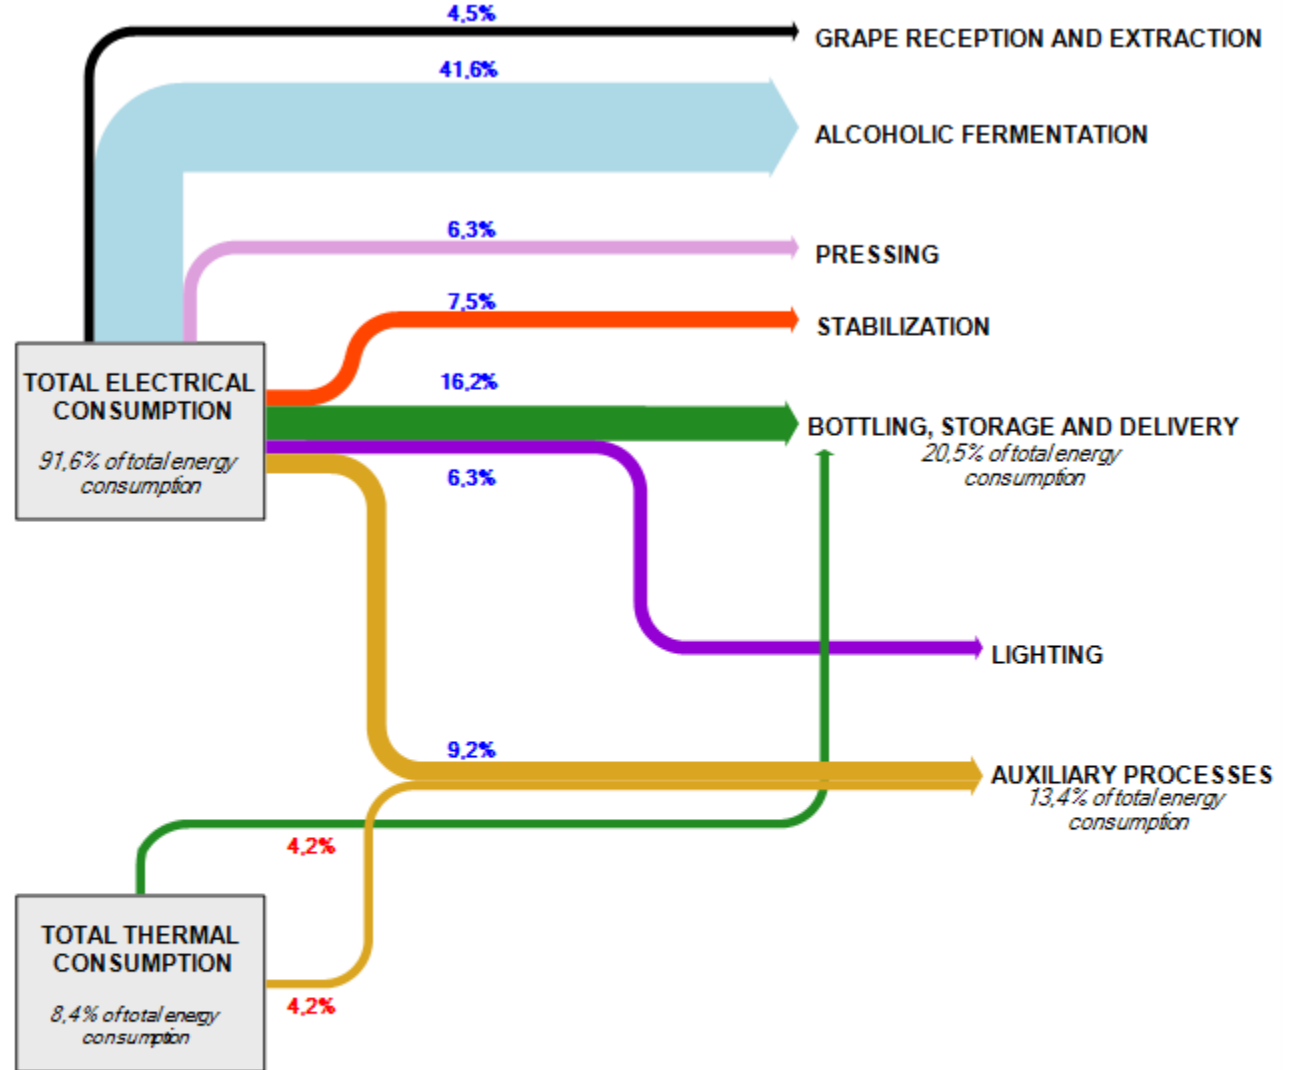 4,5%
GRAPE RECEPTION AND EXTRACTION
41,6%
ALCOHOLIC FERMENTATION
6,3%
PRESSING
7,5%
STABILIZATION
TOTAL ELECTRICAL
CONSUMPTION
91,6% of total energy
consumption
16,2%
BOTTLING, STORAGE AND DELIVERY
20,5% of total energy
consumption
6,3%
LIGHTING
9,2%
AUXILIARY PROCESSES
13,4% of total energy
consumption
4,2%
TOTAL THERMAL
CONSUMPTION
8,4% of total energy
consumption
4,2%